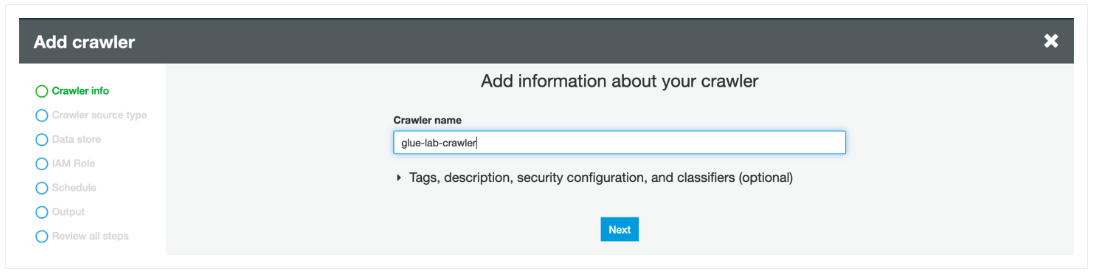 Add crawler
Crawler info
Crawler source type
Data store
IAM Role
Schedule
Output
Review all steps
Add information about your crawler
Crawler name
glue-lab-crawler
Tags, description, security configuration, and classifiers (optional)
Next